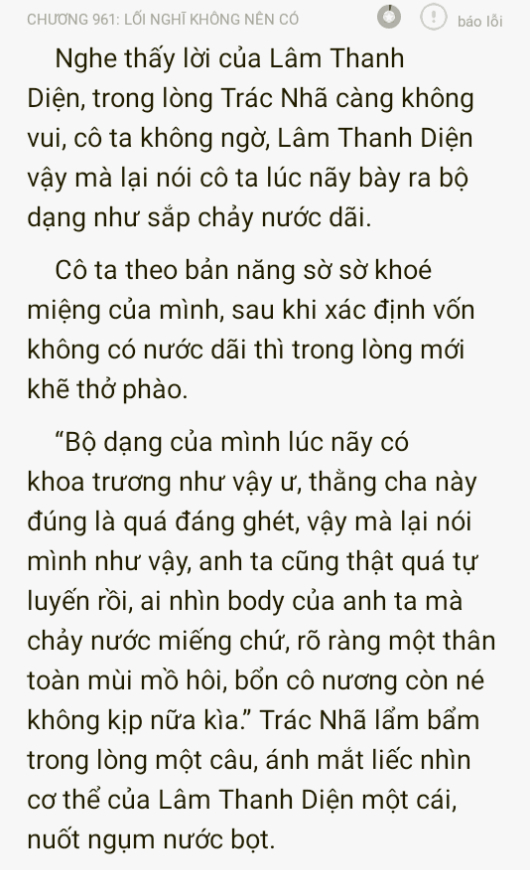 CHƯƠNG 961: LỐI NGHĨ KHÔNG NÊN CÓ
báo lỗi
Nghe thấy lời của Lâm Thanh
Diện, trong lòng Trác Nhã càng không
vui, cô ta không ngờ, Lâm Thanh Diện
vậy mà lại nói cô ta lúc nãy bày ra bộ
dạng như sắp chảy nước dãi.
Cô ta theo bản năng sờ sờ khoé
miệng của mình, sau khi xác định vốn
không có nước dãi thì trong lòng mới
khẽ thở phào.
“Bộ dạng của mình lúc nãy có
khoa trương như vậy ư, thằng cha này
đúng là quá đáng ghét, vậy mà lại nói
mình như vậy, anh ta cũng thật quá tự
luyến rồi, ai nhìn body của anh ta mà
chảy nước miếng chứ, rõ ràng một thân
toàn mùi mồ hôi, bổn cô nương còn né
không kịp nữa kìa.” Trác Nhã lẩm bẩm
trong lòng một câu, ánh mắt liếc nhìn
cơ thể của Lâm Thanh Diện một cái,
nuốt ngụm nước bọt.